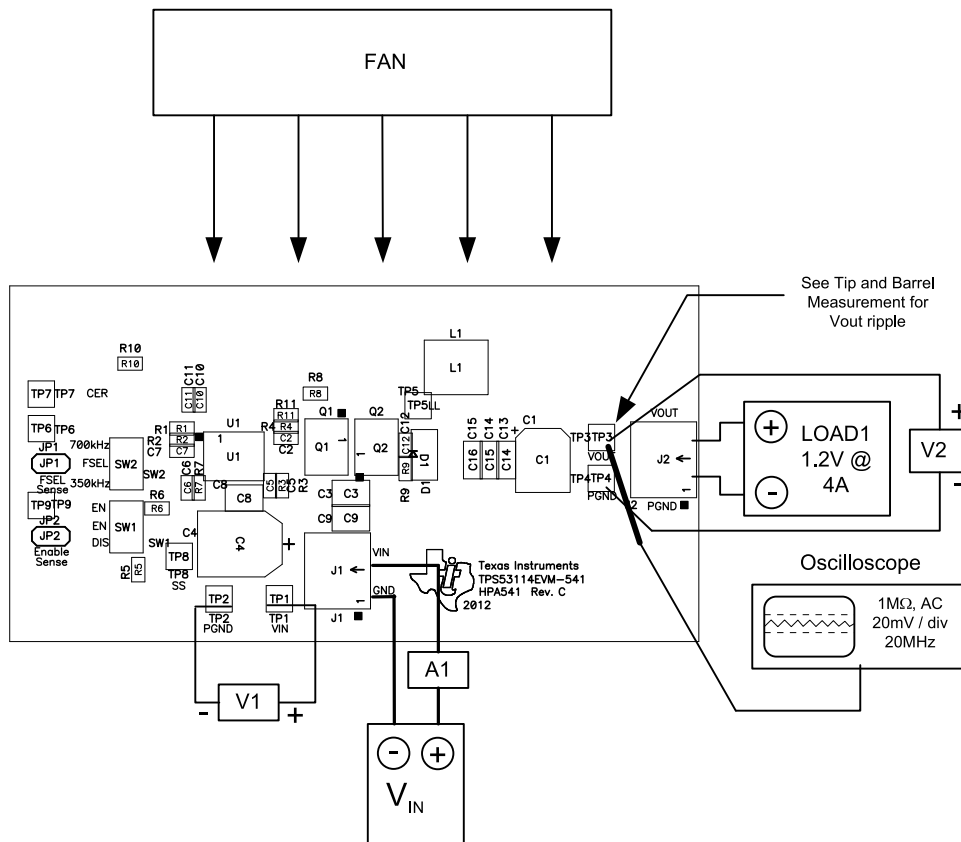 FAN
See Tip and Barrel
Measurement for
Vout ripple
L1
L1
R10
R10
TP7 TP7 CER
C11 C10
C11 C10
R8
R8
TP5
TP5 LL
TP6 TP6
JP1
JP1
FSEL
Sense
700kHz
FSEL
350kHz
SW2
SW2
R1 R1
R2 R2
C7 C7
U1
1
U1
R11
R11
R4 R4
C2
C2
Q1
Q1
1
Q2
Q2
1
C12
C12
R9
R9
D1
D1
C15 C14 C13
C16 C15 C14
C1
+
C1
TP3 TP3
VOUT
TP4 TP4
PGND
VOUT
J2
1
PGND
2
+
-
LOAD1
1.2V @
4A
+
V2
-
TP9 TP9
JP2
JP2
Enable
Sense
EN
EN
DIS
SW1
SW1
R6
R6
R5
R5
C6 R7
C6 R7
C8
C8
C5 R3
C5 R3
C3 C3
C9 C9
C4
C4
+
TP8
TP8
SS
VIN
J1
GND
1
J1
Texas Instruments
TPS53114EVM-541
HPA541 Rev. C
2012
TP2
TP2
PGND
TP1
TP1
VIN
Oscilloscope
1MΩ, AC
20mV / div
20MHz
A1
- V1 +
- +
VIN